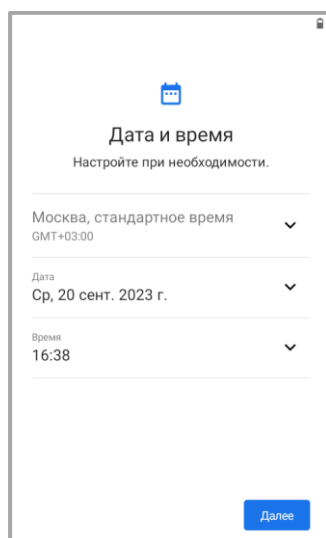 Дата и время
Настройте при необходимости.
Москва, стандартное время
GMT+03:00
Дата
Ср, 20 сент. 2023 г.
Время
16:38
Далее